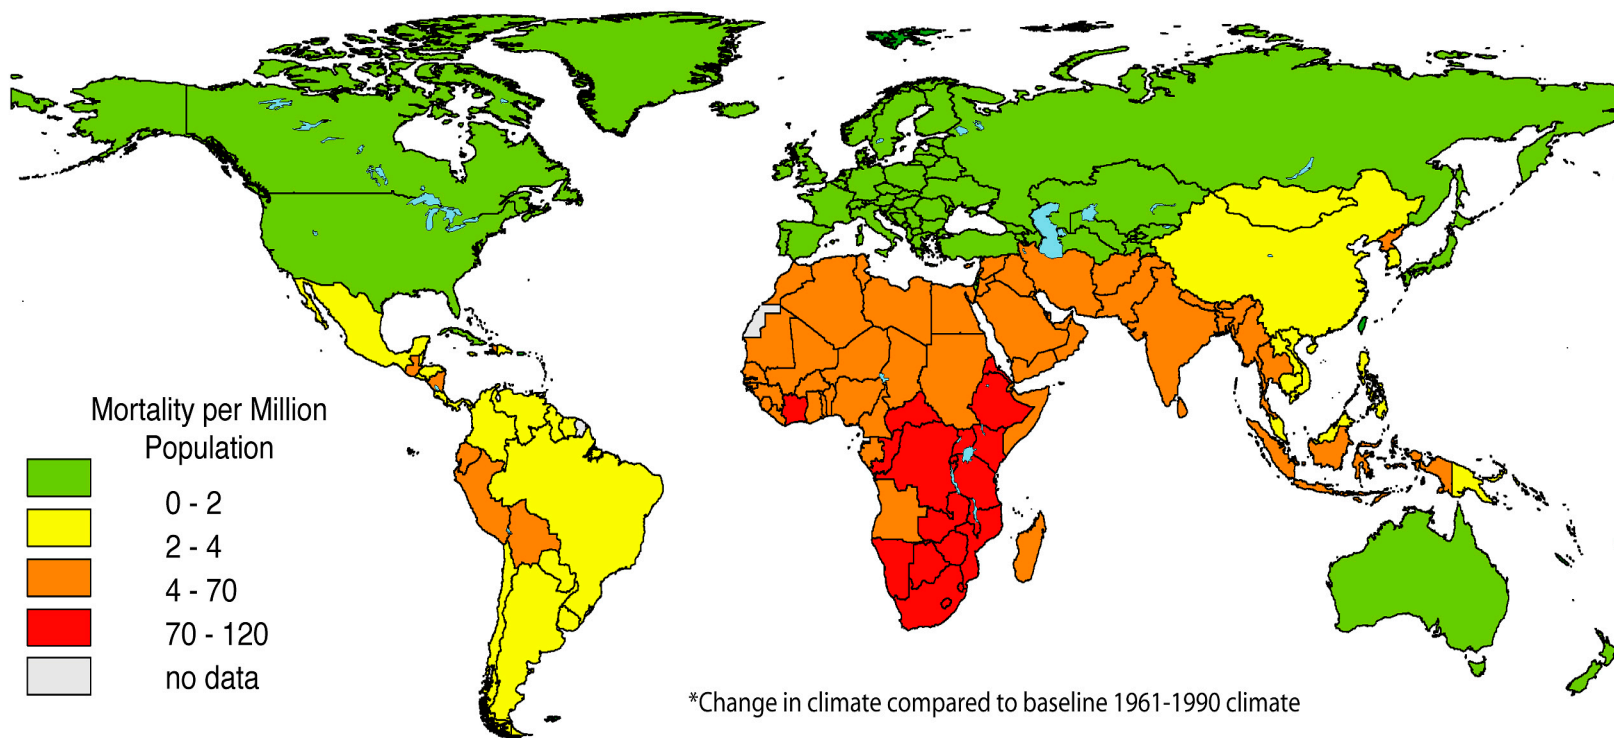 Mortality per Million
Population
0 - 2
2 - 4
4 - 70
70 - 120
no data
*Change in climate compared to baseline 1961-1990 climate